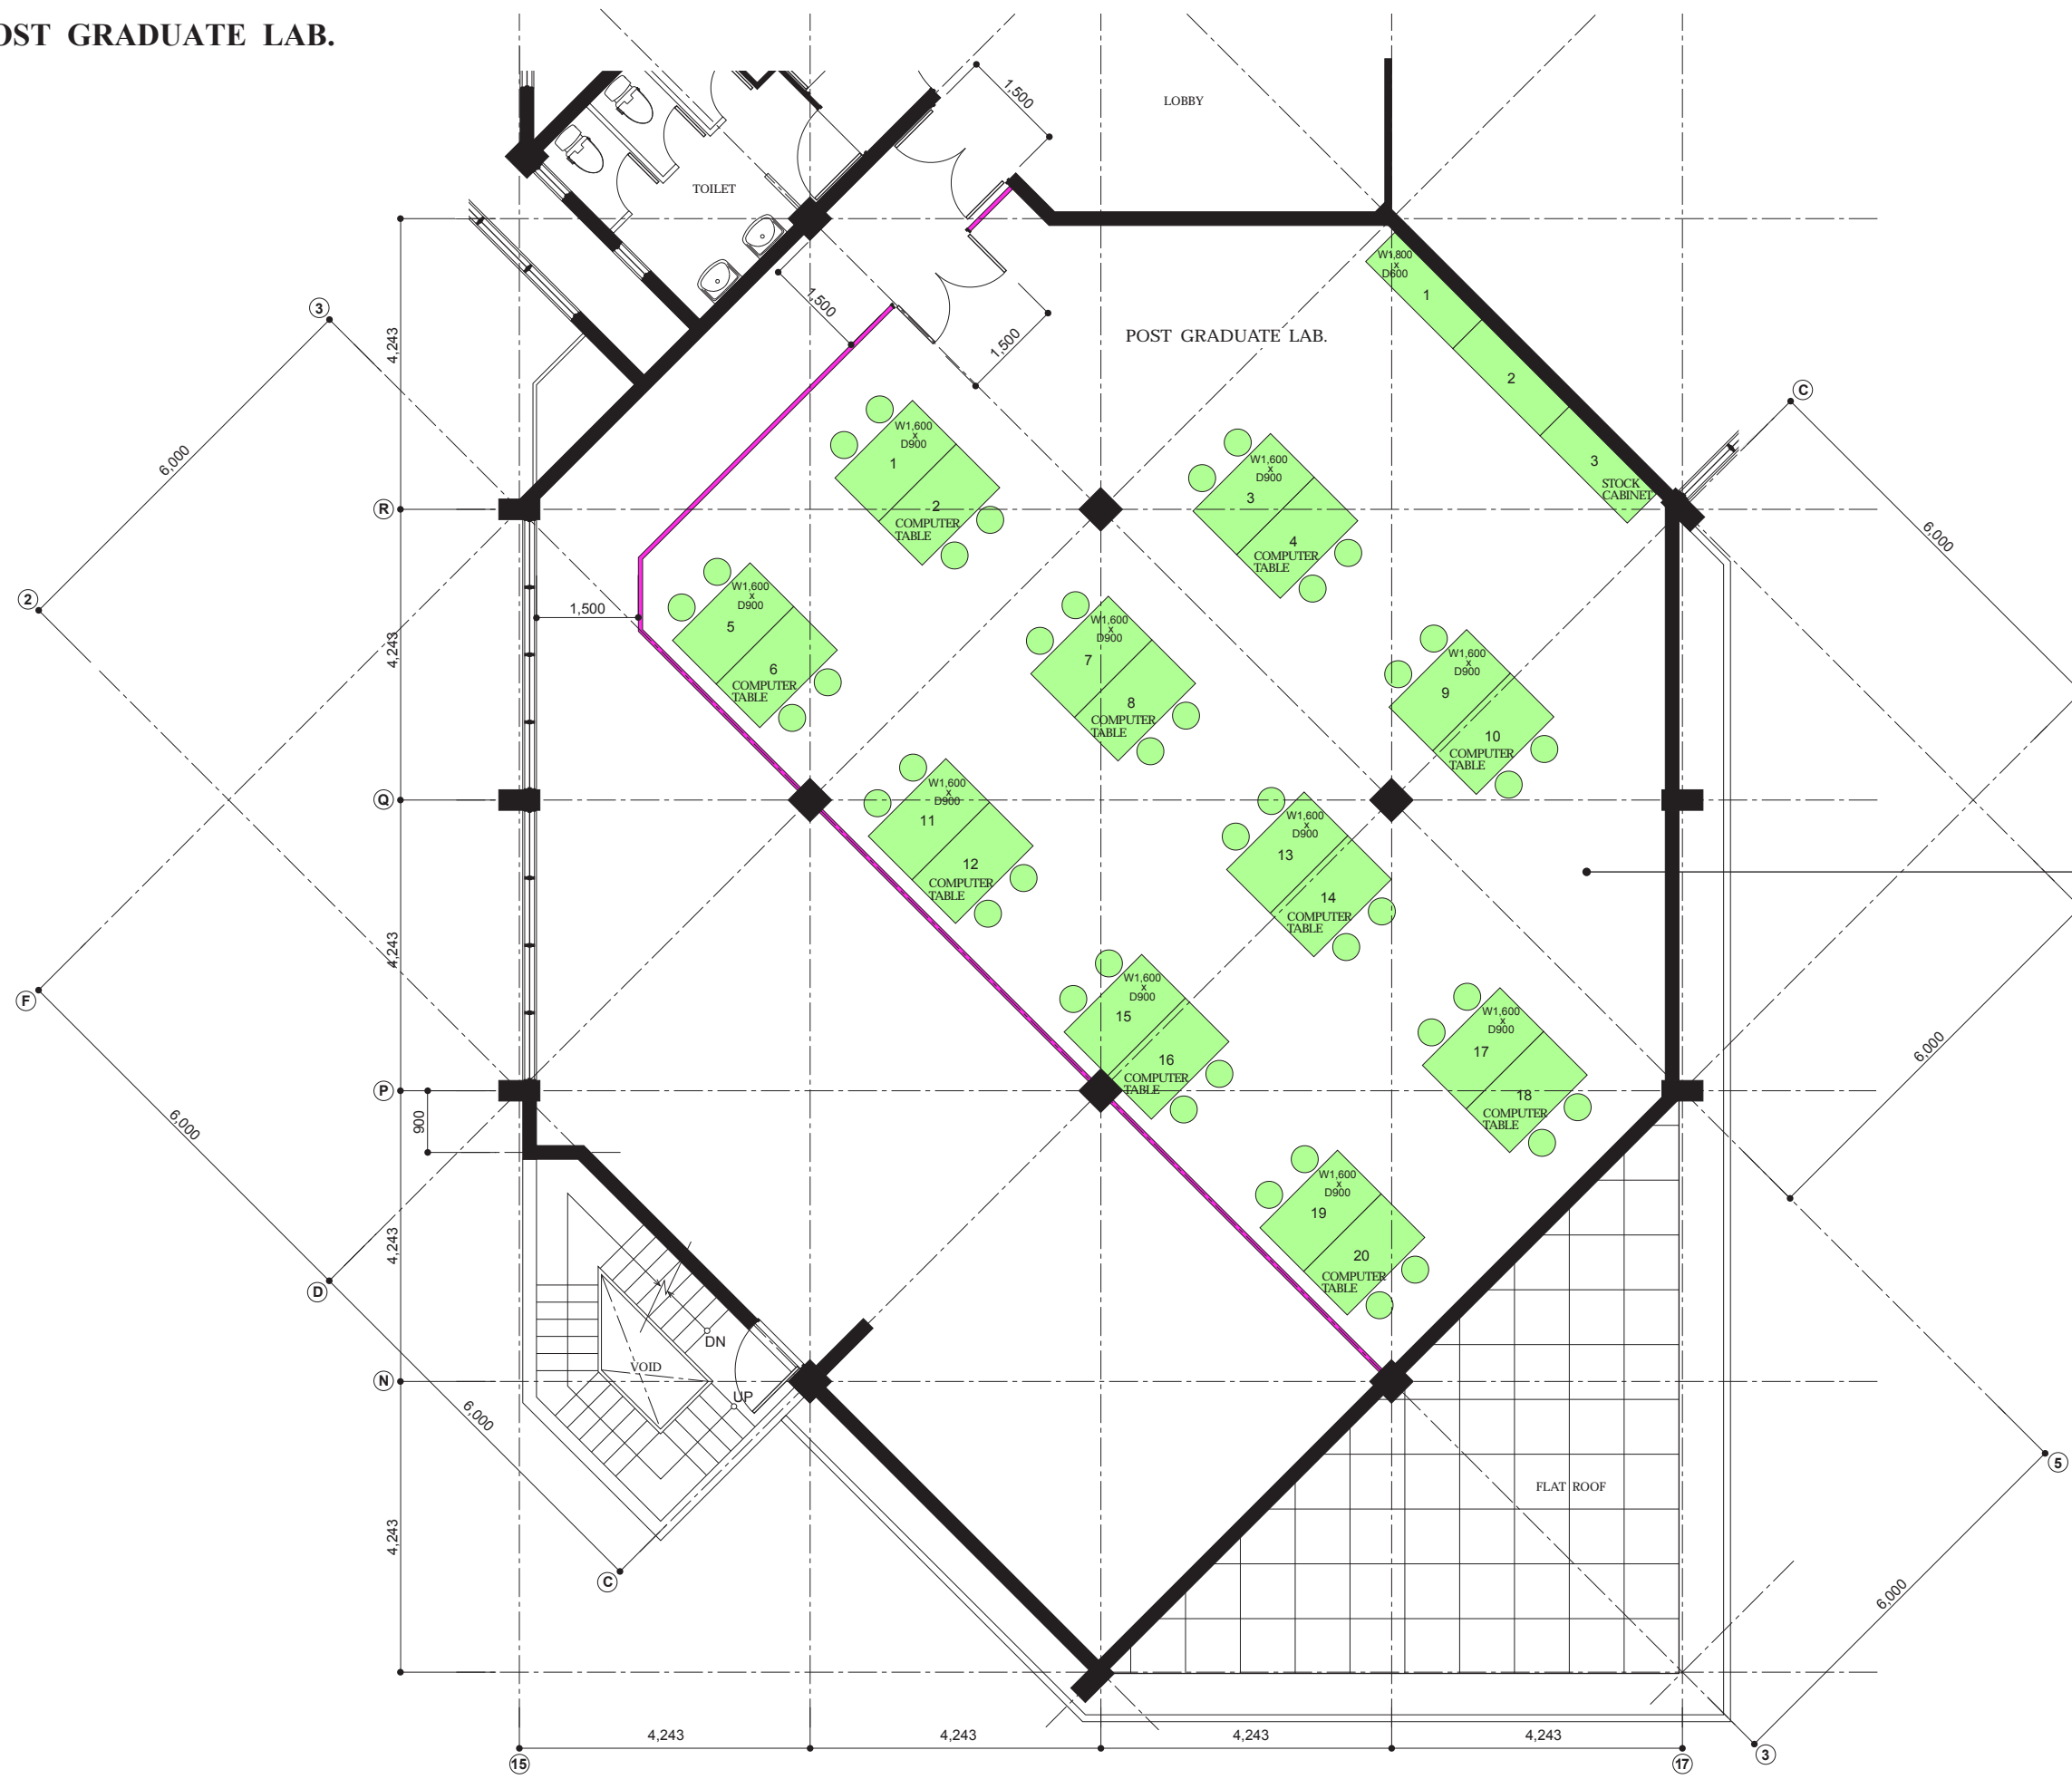 OST GRADUATE LAB.
1,500
LOBBY
TOILET
W1,800
x
D600
1
2
3
STOCK
CABINET
1,500
1,500
POST GRADUATE LAB.
3
C
4,243
6,000
6,000
W1,600
x
D900
1
2
COMPUTER
TABLE
W1,600
x
D900
3
4
COMPUTER
TABLE
R
2
1,500
4,243
W1,600
x
D900
5
6
COMPUTER
TABLE
W1,600
x
D900
7
8
COMPUTER
TABLE
W1,600
x
D900
9
10
COMPUTER
TABLE
Q
W1,600
x
D900
11
12
COMPUTER
TABLE
W1,600
x
D900
13
14
COMPUTER
TABLE
4,243
F
W1,600
x
D900
15
16
COMPUTER
TABLE
W1,600
x
D900
17
18
COMPUTER
TABLE
6,000
P
900
6,000
4,243
W1,600
x
D900
19
20
COMPUTER
TABLE
D
DN
VOID
UP
N
6,000
5
FLAT ROOF
4,243
C
6,000
4,243
4,243
4,243
4,243
15
17
3